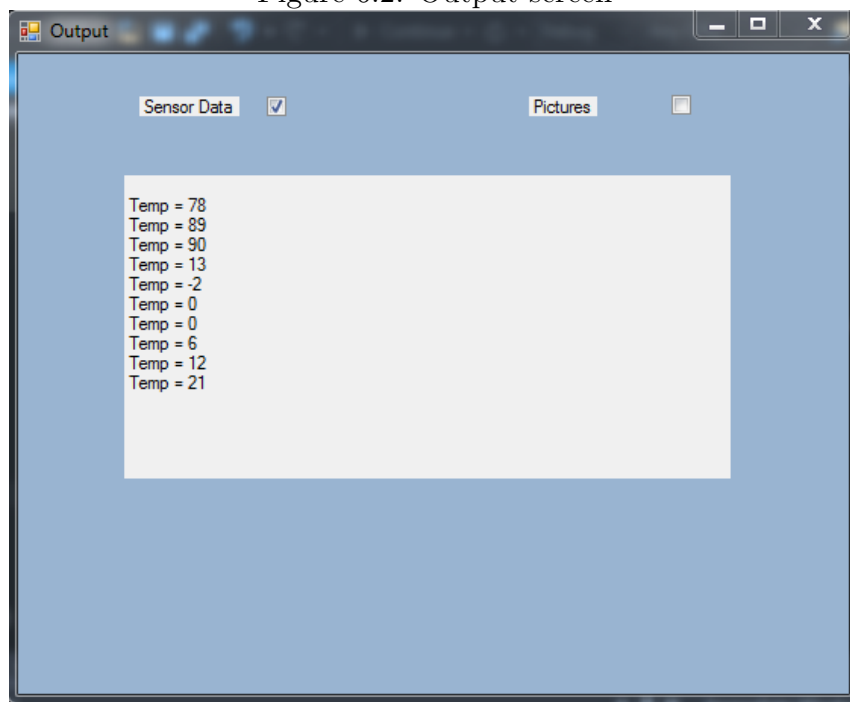 Output
Sensor Data
Pictures
Temp = 78
Temp = 89
Temp = 90
Temp = 13
Temp = -2
Temp = 0
Temp = 0
Temp = 6
Temp = 12
Temp = 21